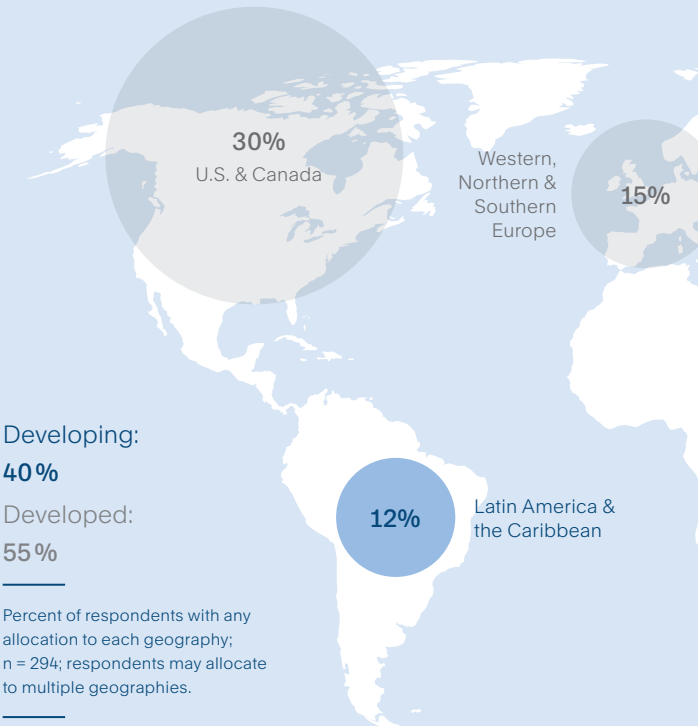 30%
U.S. & Canada
Western,
Northern &
Southern
Europe
15%
Developing:
40%
Developed:
55%
12%
Latin America &
the Caribbean
Percent of respondents with any
allocation to each geography;
n = 294; respondents may allocate
to multiple geographies.